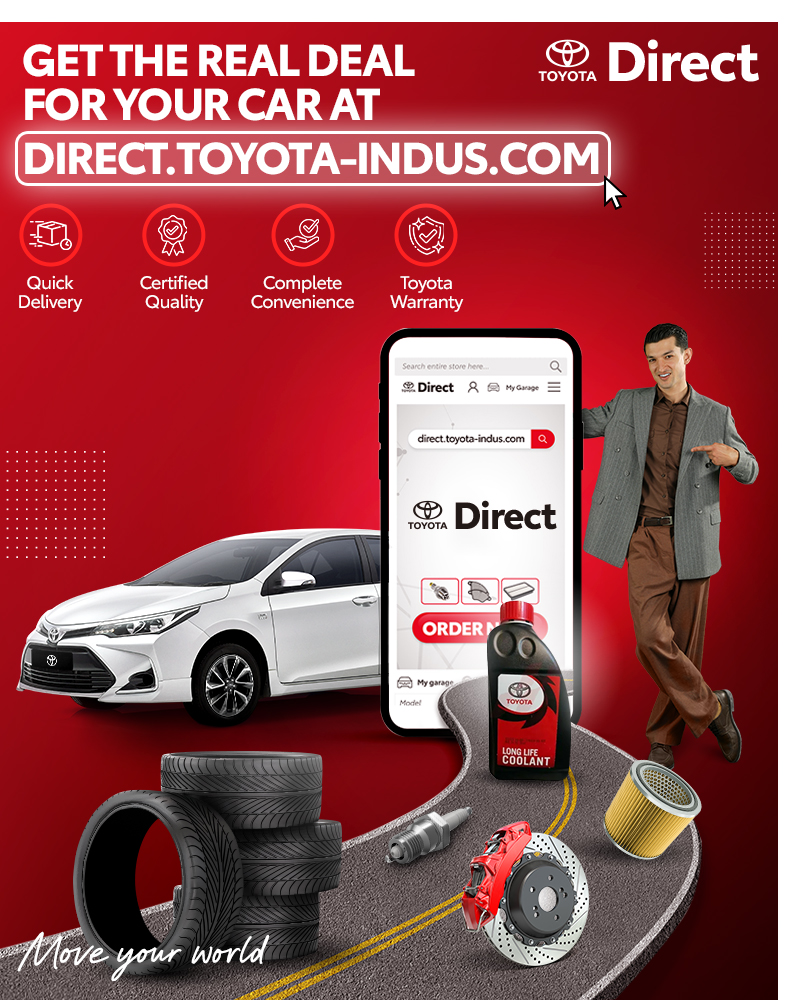 GET THE REAL DEAL
FOR YOUR CAR AT
DIRECT.TOYOTA-INDUS.COM
TOYOTA Direct
Quick
Delivery
Certified
Quality
Complete
Convenience
Toyota
Warranty
Search entire store here...
TOYOTA Direct My Garage
direct.toyota-indus.com
TOYOTA Direct
ORDER N
My garage
Model
TOYOTA
LONG LIFE
COOLANT
Move your world